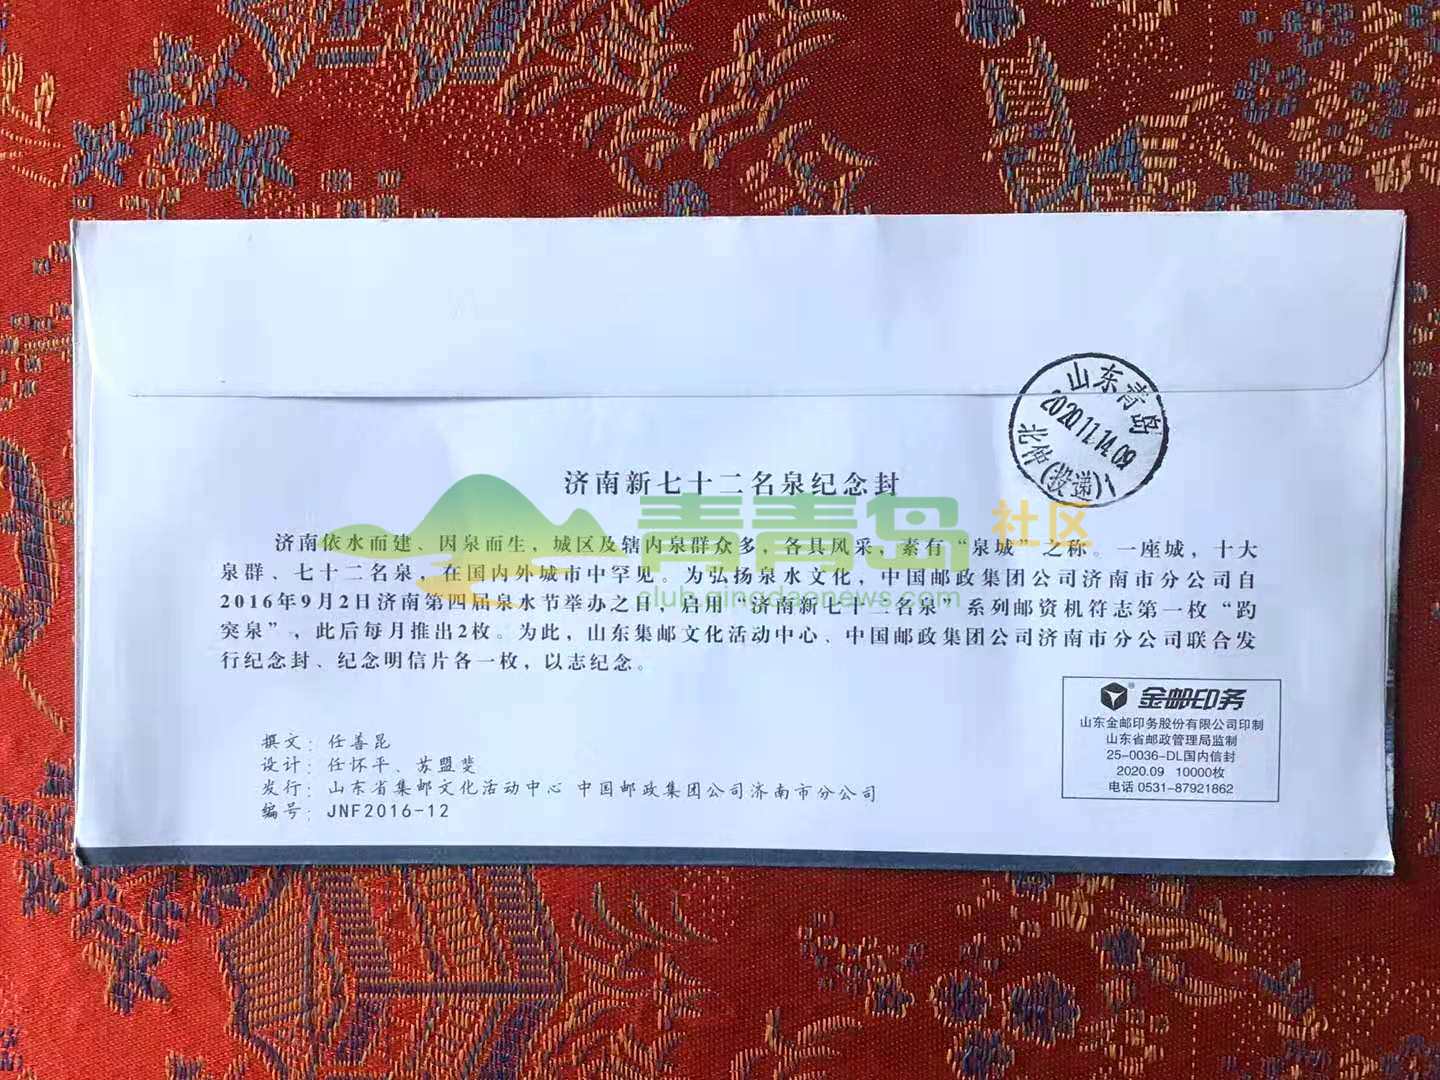 山东青岛
2020.11.14.09
北仲(投递)1
济南新七十二名泉纪念封
青青岛社区
club.qingdaonews.com
济南依水而建、因泉而生，城区及辖内泉群众多，各具风采，素有“泉城”之称。一座城，十大
泉群、七十二名泉，在国内外城市中罕见。为弘扬泉水文化，中国邮政集团公司济南市分公司自
2016年9月2日济南第四届泉水节举办之日，启用“济南新七十二名泉”系列邮资机符志第一枚“趵
突泉”，此后每月推出2枚。为此，山东集邮文化活动中心、中国邮政集团公司济南市分公司联合发
行纪念封、纪念明信片各一枚，以志纪念。
撰文：任善昆
设计：任怀平、苏盟斐
发行：山东省集邮文化活动中心 中国邮政集团公司济南市分公司
编号：JNF2016-12
金邮印务
山东金邮印务股份有限公司印制
山东省邮政管理局监制
25-0036-DL国内信封
2020.09 10000枚
电话 0531-87921862